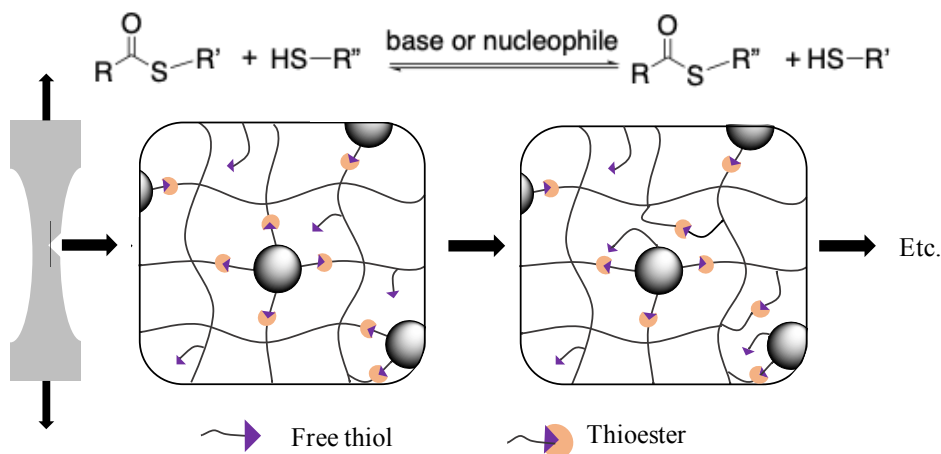 O
R S R' + HS R'' base or nucleophile O
R S R'' + HS R'
Etc.
Free thiol
Thioester